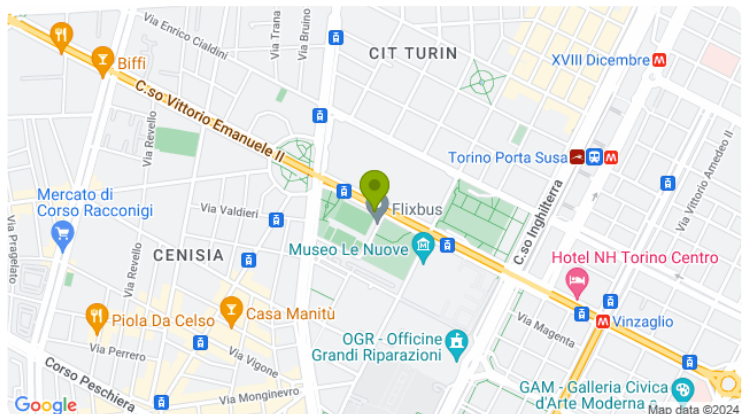 Via Enrico Cialdini
Via Trana
Via Bruino
CIT TURIN
XVIII Dicembre
Biffi
C.so Vittorio Emanuele II
Via Revello
Torino Porta Susa
Via Vittorio Amedeo II
Mercato di
Corso Racconigi
Via Valdieri
Flixbus
C.so Inghilterra
Via Pragelato
Via Revello
CENISIA
Museo Le Nuove
Hotel NH Torino Centro
Piola Da Celso
Casa Manitù
Via Magenta
Vinzaglio
OGR - Officine
Grandi Riparazioni
Via Perrero
Via Vigone
Corso Peschiera
Via Monginevro
GAM - Galleria Civica
d'Arte Moderna e
Google
Map data ©2024